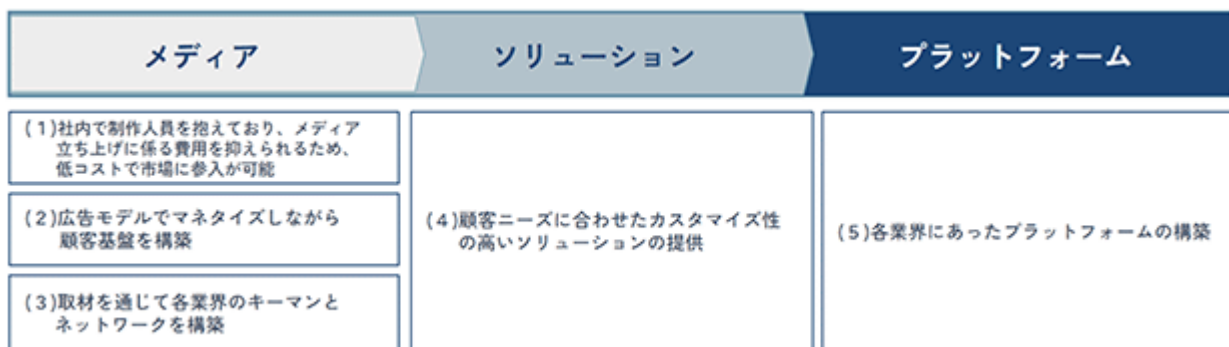 メディア
ソリューション
プラットフォーム
(1)社内で制作人員を抱えており、メディア
立ち上げに係る費用を抑えられるため、
低コストで市場に参入が可能
(2)広告モデルでマネタイズしながら
顧客基盤を構築
(3)取材を通じて各業界のキーマンと
ネットワークを構築
(4)顧客ニーズに合わせたカスタマイズ性
の高いソリューションの提供
(5)各業界にあったプラットフォームの構築